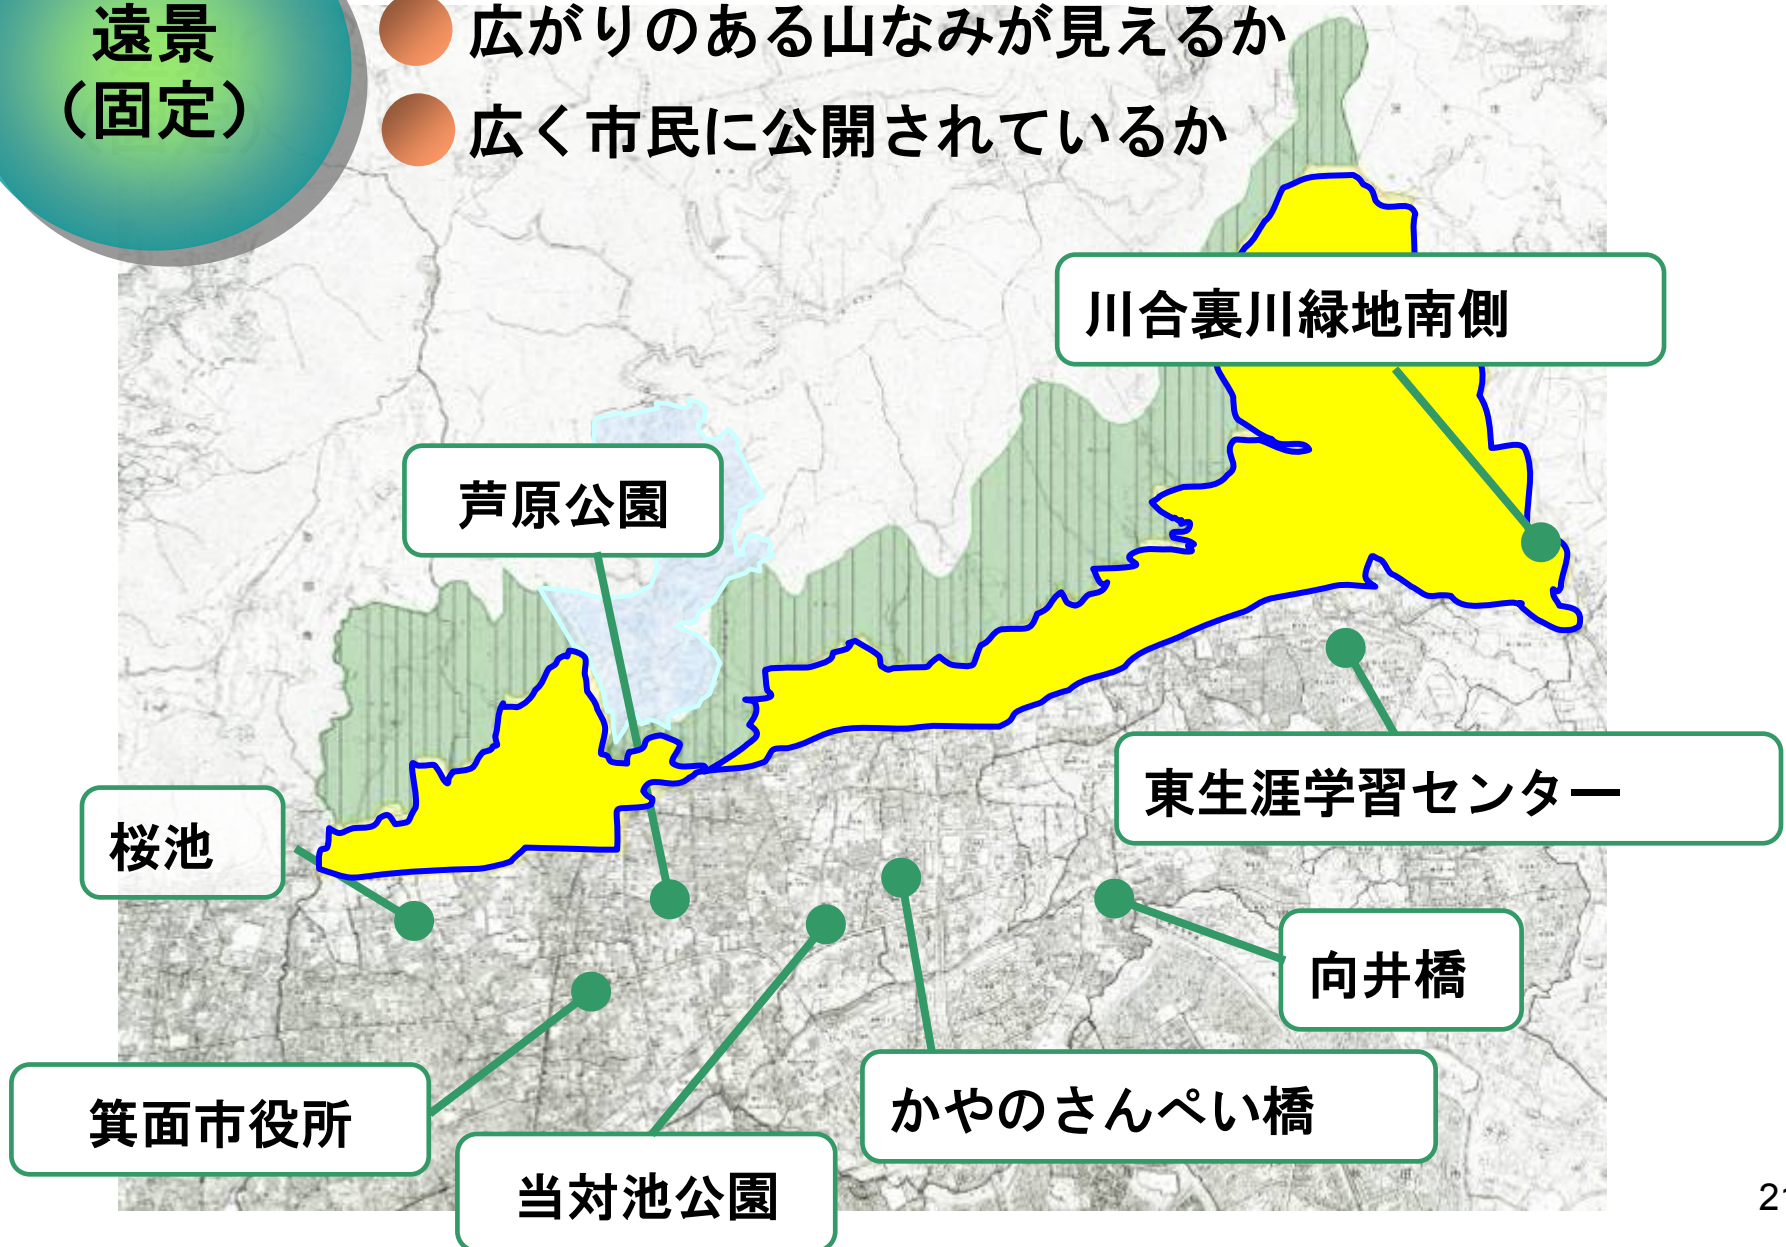 遠景
（固定）
広がりのある山なみが見えるか
広く市民に公開されているか
川合裏川緑地南側
芦原公園
東生涯学習センター
桜池
向井橋
箕面市役所
かやのさんぺい橋
当対池公園